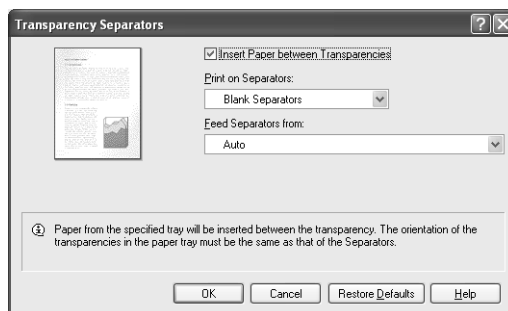 Transparency Separators
Insert Paper between Transparencies
Print on Separators:
Blank Separators
Feed Separators from:
Auto
Paper from the specified tray will be inserted between the transparency. The orientation of the
transparencies in the paper tray must be the same as that of the Separators.
OK Cancel Restore Defaults Help